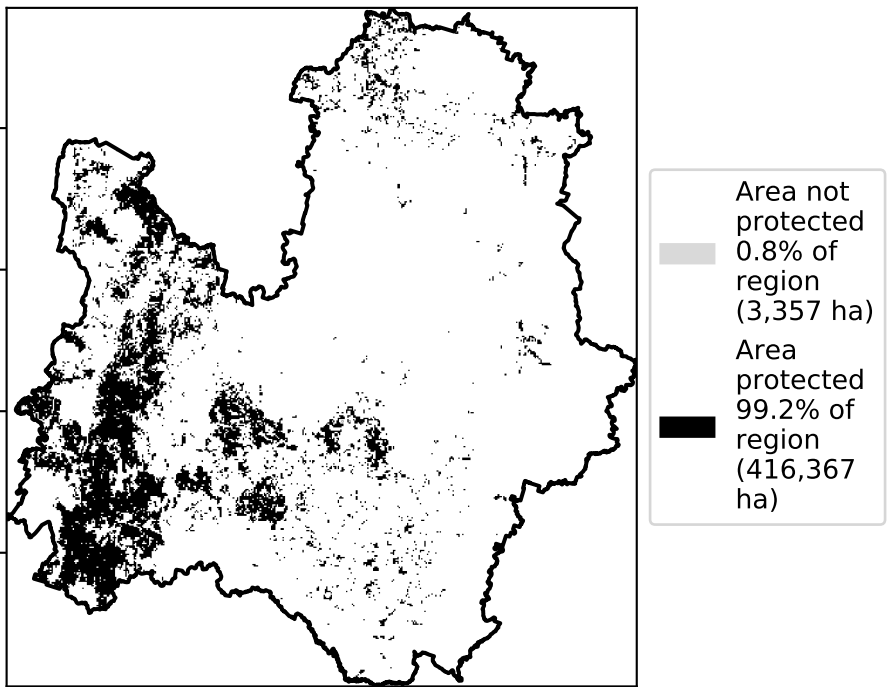 Area not
protected
0.8% of
region
(3,357 ha)
Area
protected
99.2% of
region
(416,367
ha)